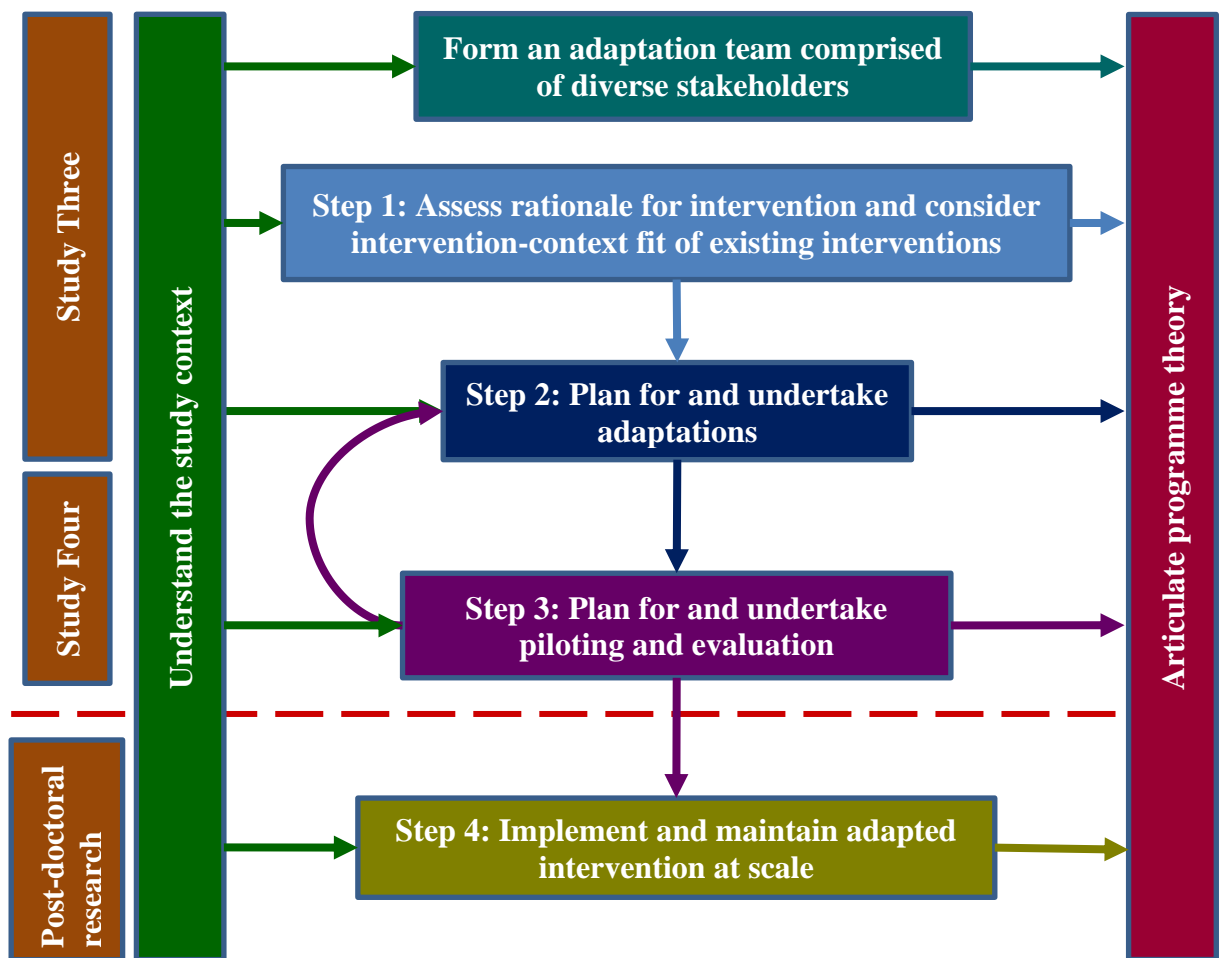 Study Three
Study Four
Post-doctoral
research
Understand the study context
Form an adaptation team comprised
of diverse stakeholders
Step 1: Assess rationale for intervention and consider
intervention-context fit of existing interventions
Step 2: Plan for and undertake
adaptations
Step 3: Plan for and undertake
piloting and evaluation
Step 4: Implement and maintain adapted
intervention at scale
Articulate programme theory